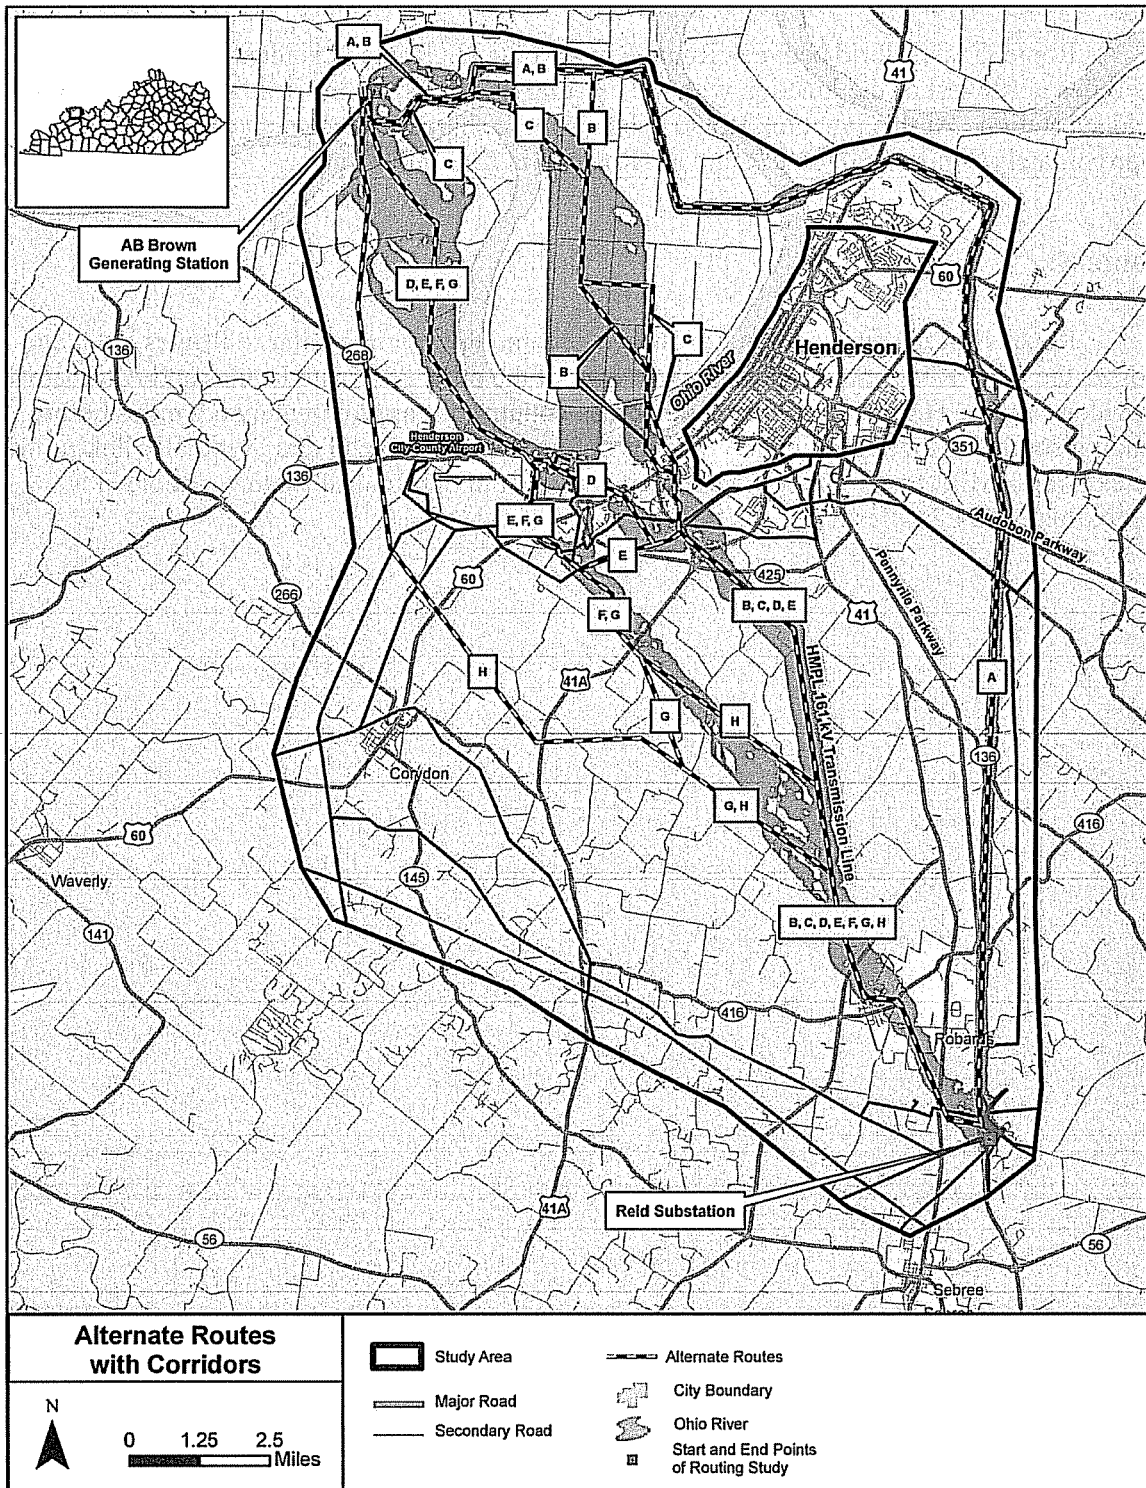 A, B
A, B
41
C
B
C
AB Brown
Generating Station
60
D, E, F, G
136
268
C
Henderson
B
Ohio River
Henderson
City County Airport
351
136
D
E, F, G
Audobon Parkway
E
60
425
Pennyrile Parkway
266
B, C, D, E
F, G
41
HMPL 161 kV Transmission Line
H
41A
A
G
H
136
Corydon
G, H
60
416
Waverly
145
B, C, D, E, F, G, H
141
416
Robards
Reid Substation
41A
56
56
Sebree
Alternate Routes
with Corridors
N
0 1.25 2.5
Miles
Study Area
Major Road
Secondary Road
Alternate Routes
City Boundary
Ohio River
Start and End Points
of Routing Study